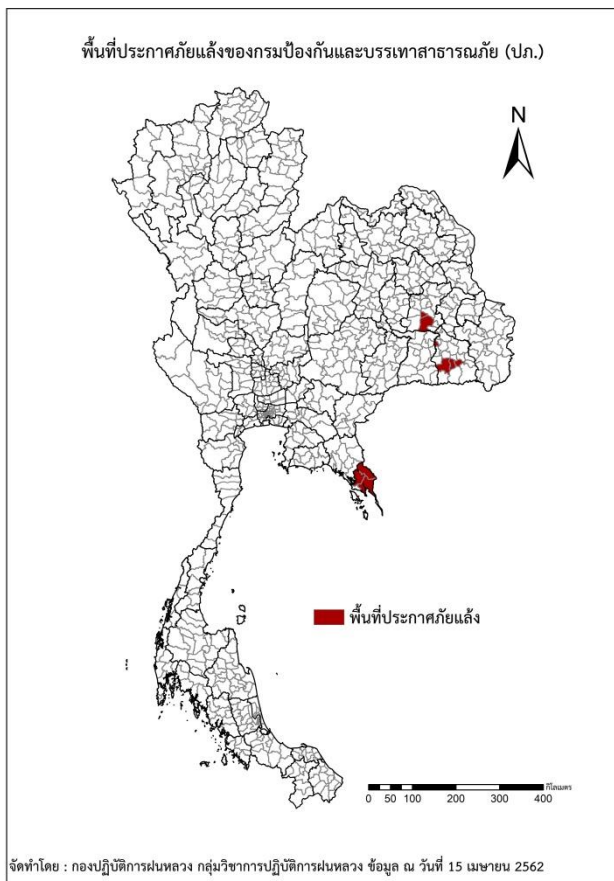 พื้นที่ประกาศภัยแล้งของกรมป้องกันและบรรเทาสาธารณภัย (ปภ.)
N
พื้นที่ประกาศภัยแล้ง
กิโลเมตร
0 50 100 200 300 400
จัดทำโดย : กองปฏิบัติการฝนหลวง กลุ่มวิชาการปฏิบัติการฝนหลวง ข้อมูล ณ วันที่ 15 เมษายน 2562